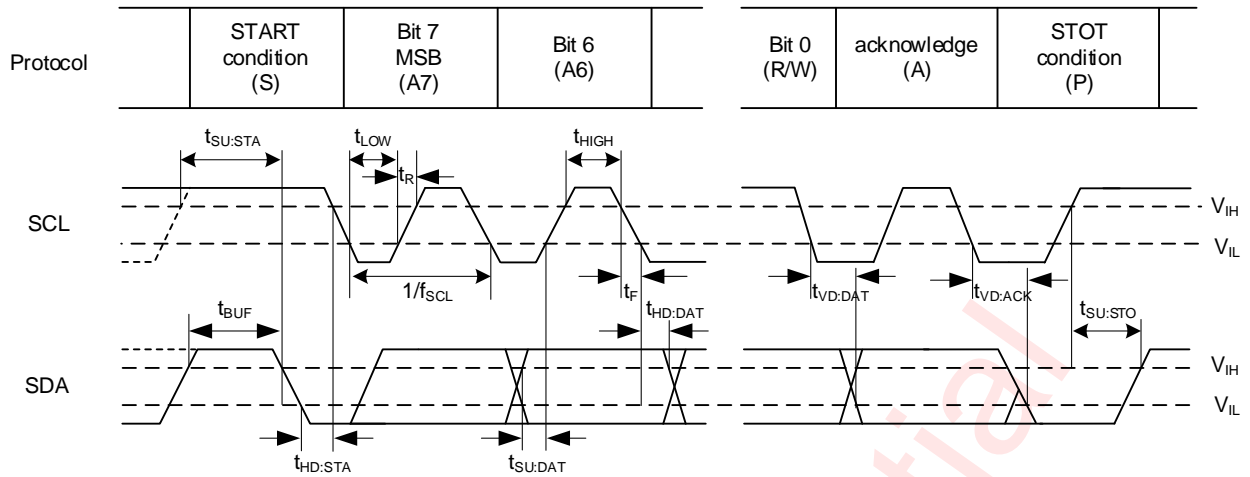 Protocol
START
condition
(S)
Bit 7
MSB
(A7)
Bit 6
(A6)
Bit 0
(R/W)
acknowledge
(A)
STOT
condition
(P)
tSU:STA
tLOW
tR
tHIGH
SCL
VIH
VIL
1/fSCL
tF
tVD:DAT
tVD:ACK
tBUF
tHD:DAT
tSU:STO
SDA
VIH
VIL
tHD:STA
tSU:DAT